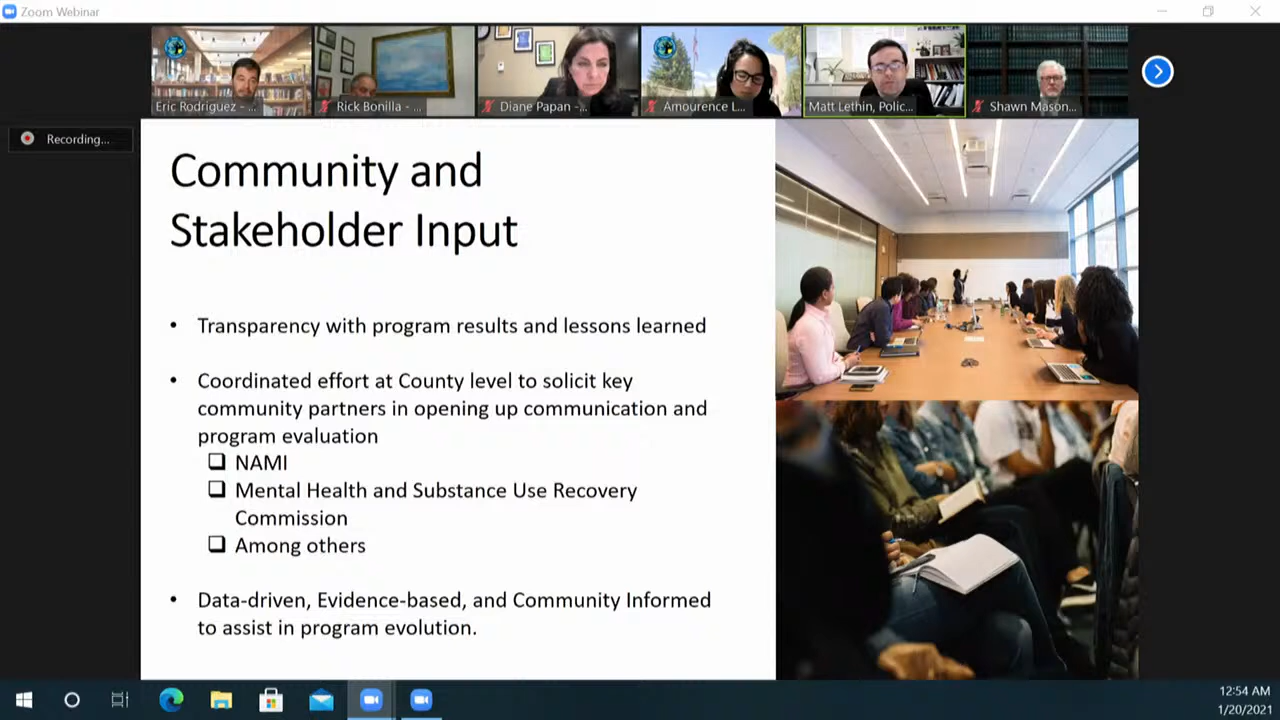 Zoom Webinar
Eric Rodriguez - ...
Rick Bonilla - ...
Diane Papan -...
Amourence L...
Matt Lethin, Polic...
Shawn Mason...
Recording...
Community and
Stakeholder Input
• Transparency with program results and lessons learned
• Coordinated effort at County level to solicit key
community partners in opening up communication and
program evaluation
❑ NAMI
❑ Mental Health and Substance Use Recovery
Commission
❑ Among others
• Data-driven, Evidence-based, and Community Informed
to assist in program evolution.
12:54 AM
1/20/2021